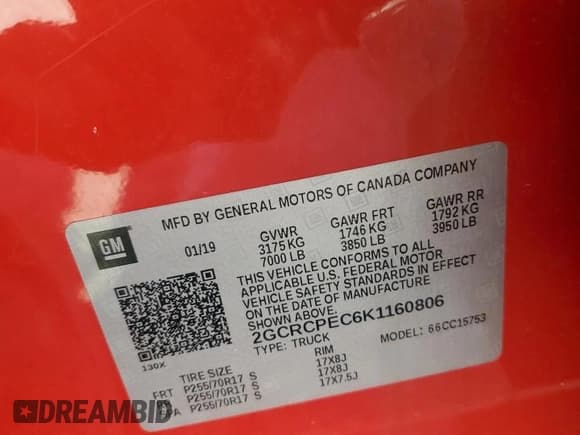 MFD BY GENERAL MOTORS OF CANADA COMPANY
GM
01/19
GVWR GAWR FRT GAWR RR
3175 KG 1746 KG 1792 KG
7000 LB 3850 LB 3950 LB
THIS VEHICLE CONFORMS TO ALL
APPLICABLE U.S. FEDERAL MOTOR
VEHICLE SAFETY STANDARDS IN EFFECT
ON THE DATE OF MANUFACTURE
SHOWN ABOVE.
2GCRCPEC6K1160806
TYPE: TRUCK MODEL: 66CC15753
130X
TIRE SIZE RIM
FRT P255/70R17 S 17X8J
P255/70R17 S 17X8J
P255/70R17 S 17X7.5J
DREAMBID